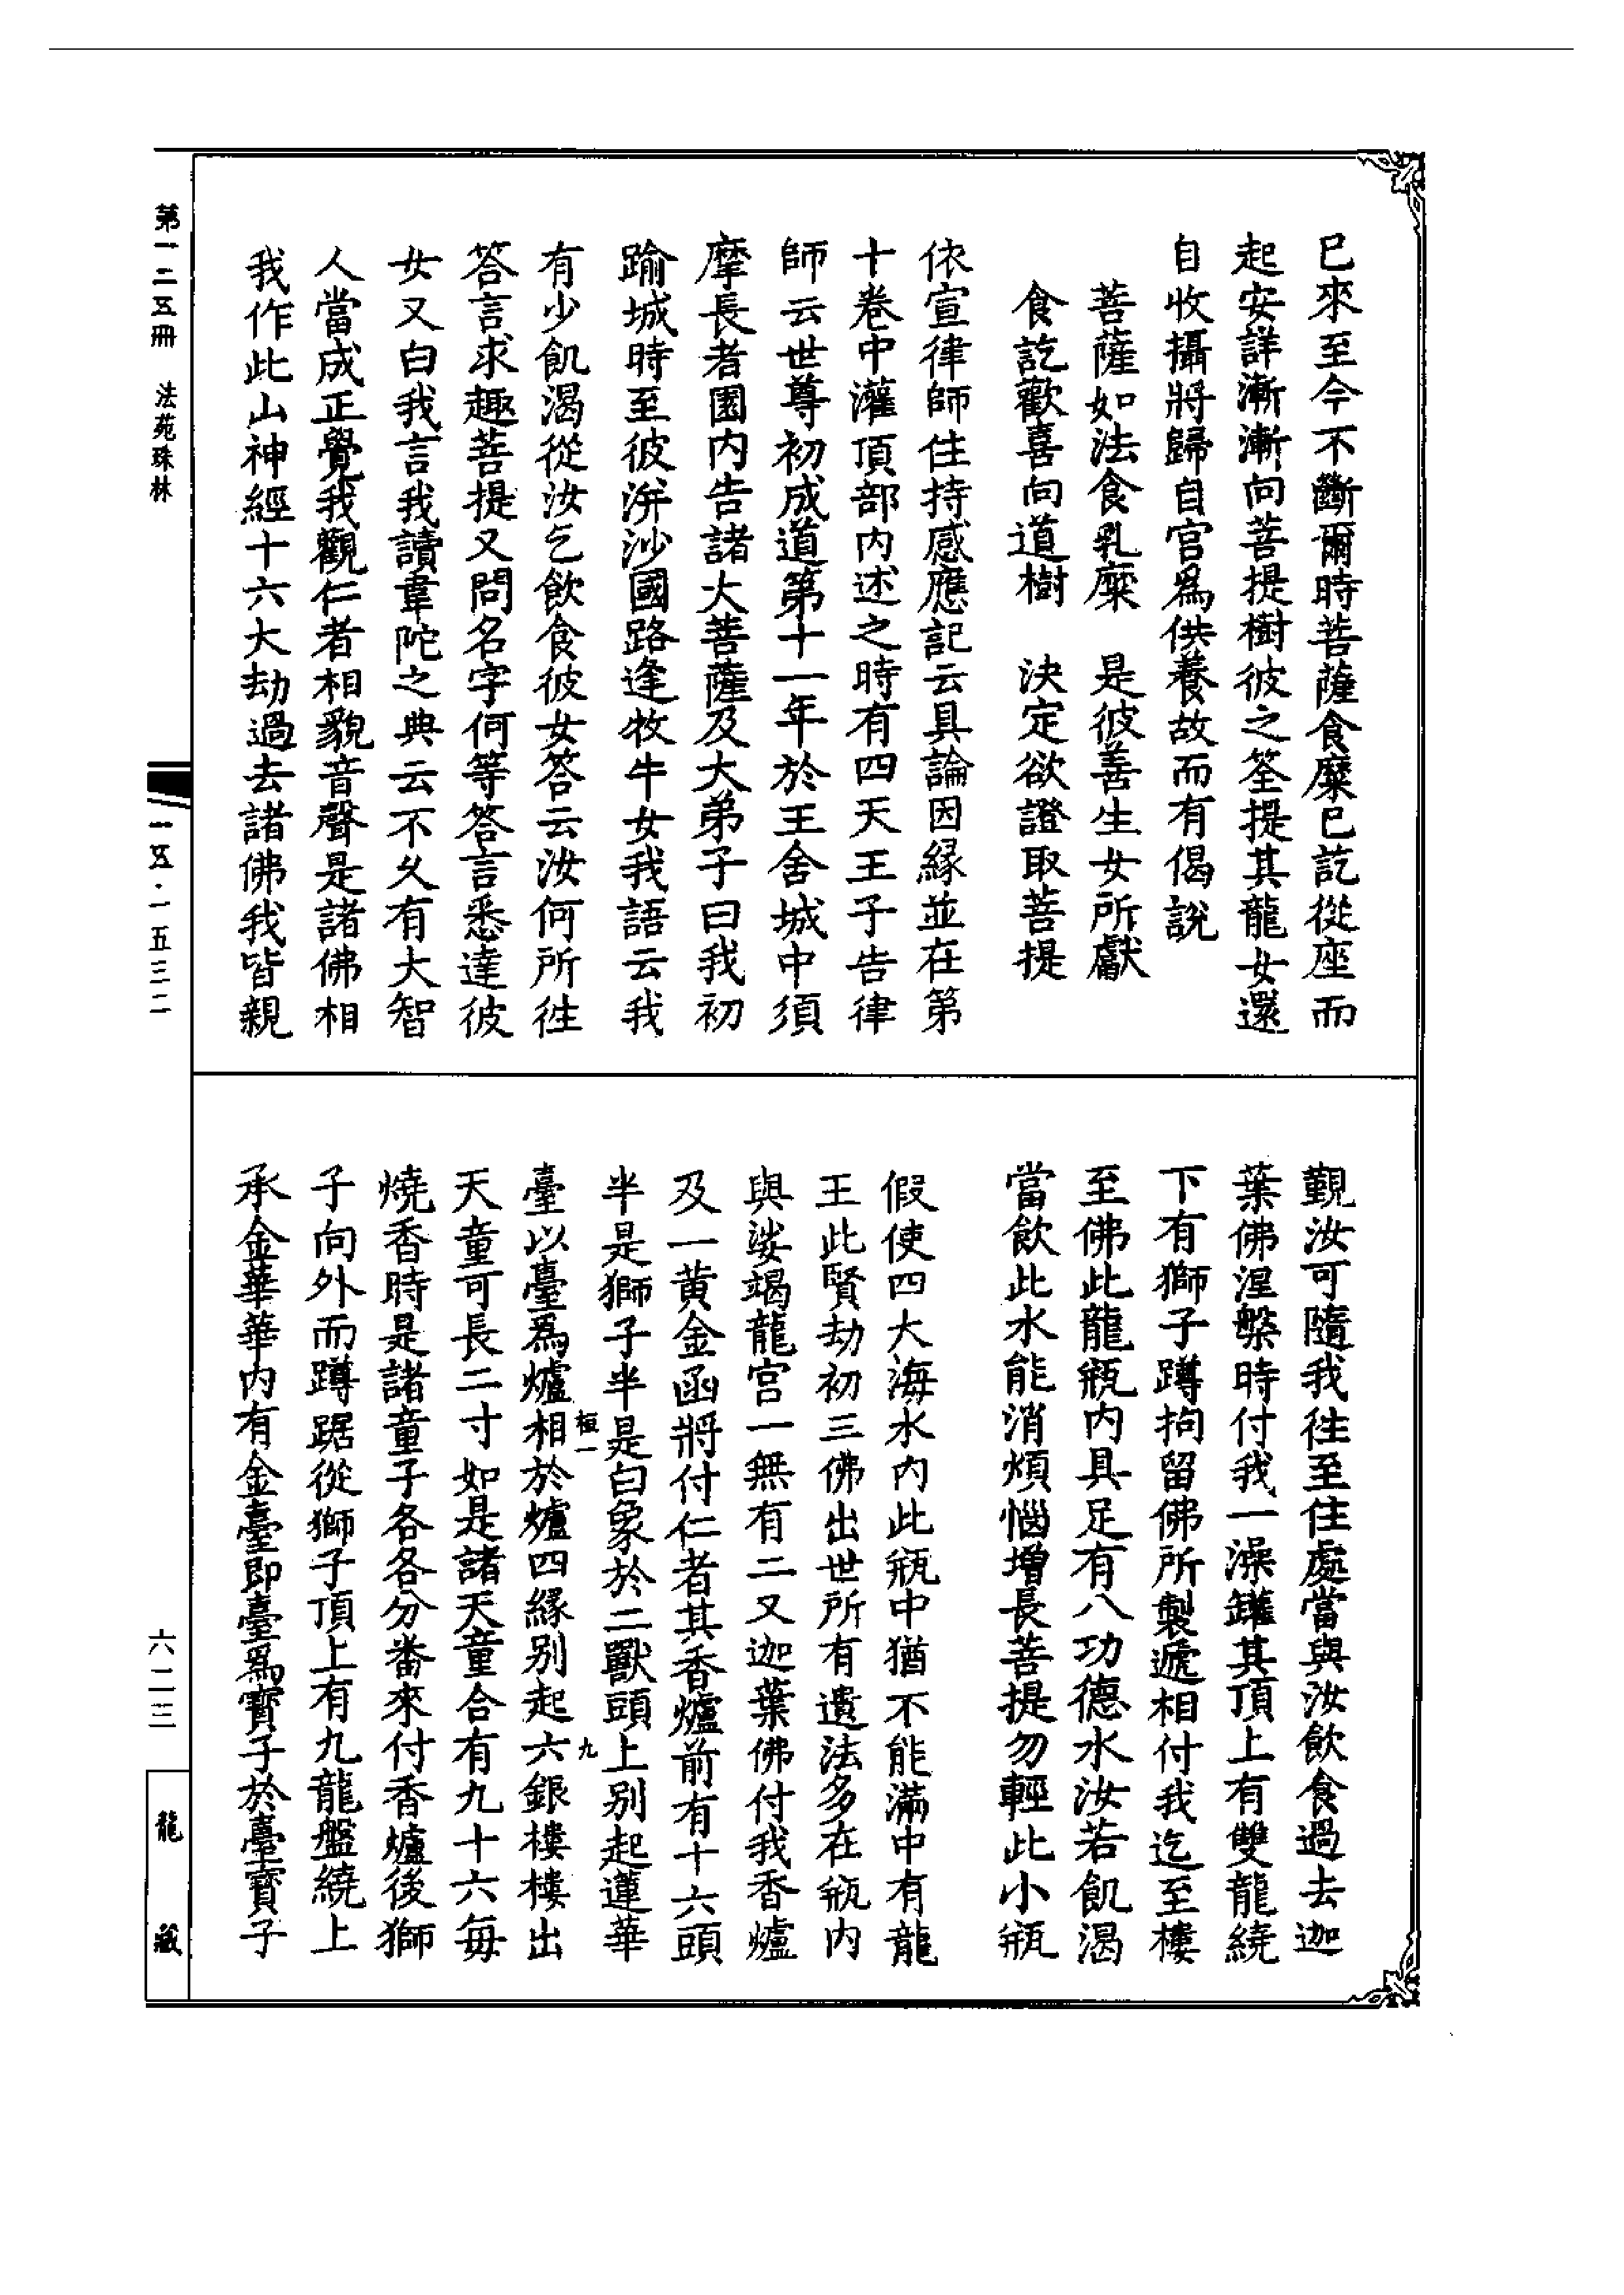 已來至今不斷爾時菩薩食糜已訖從座而
起安詳漸漸向菩提樹彼之筌提其龍女還
自收攝將歸自宮為供養故而有偈說
菩薩如法食乳糜　是彼善生女所獻
食訖歡喜向道樹　決定欲證取菩提
依宣律師住持感應記云具論因緣並在第
十卷中灌頂部內述之時有四天王子告律
師云世尊初成道第十一年於王舍城中須
摩長者園內告諸大菩薩及大弟子曰我初
踰城時至彼洴沙國路逢牧牛女我語云我
有少飢渴從汝乞飲食彼女答云汝何所往
答言求趣菩提又問名字何等答言悉達彼
女又白我言我讀韋陀之典云不久有大智
人當成正覺我觀仁者相貌音聲是諸佛相
我作此山神經十六大劫過去諸佛我皆親
覲汝可隨我往至住處當與汝飲食過去迦
葉佛涅槃時付我一澡罐其頂上有雙龍繞
下有獅子蹲拘留佛所製遞相付我迄至樓
至佛此龍瓶內具足有八功德水汝若飢渴
當飲此水能消煩惱增長菩提勿輕此小瓶
假使四大海水內此瓶中猶不能滿中有龍
王此賢劫初三佛出世所有遺法多在瓶內
與娑竭龍宮一無有二又迦葉佛付我香爐
及一黃金函將付仁者其香爐前有十六頭
半是獅子半是白象於二獸頭上別起蓮華
臺以臺為爐相於爐四緣別起六銀樓樓出
天童可長二寸如是諸天童合有九十六每
燒香時是諸童子各各分番來付香爐後獅
子向外而蹲踞從獅子頂上有九龍盤繞上
承金華華內有金臺即臺為寶子於臺寶子
桓一
九
第一二五冊　法苑珠林
一五·一五三二
六二三
龍藏